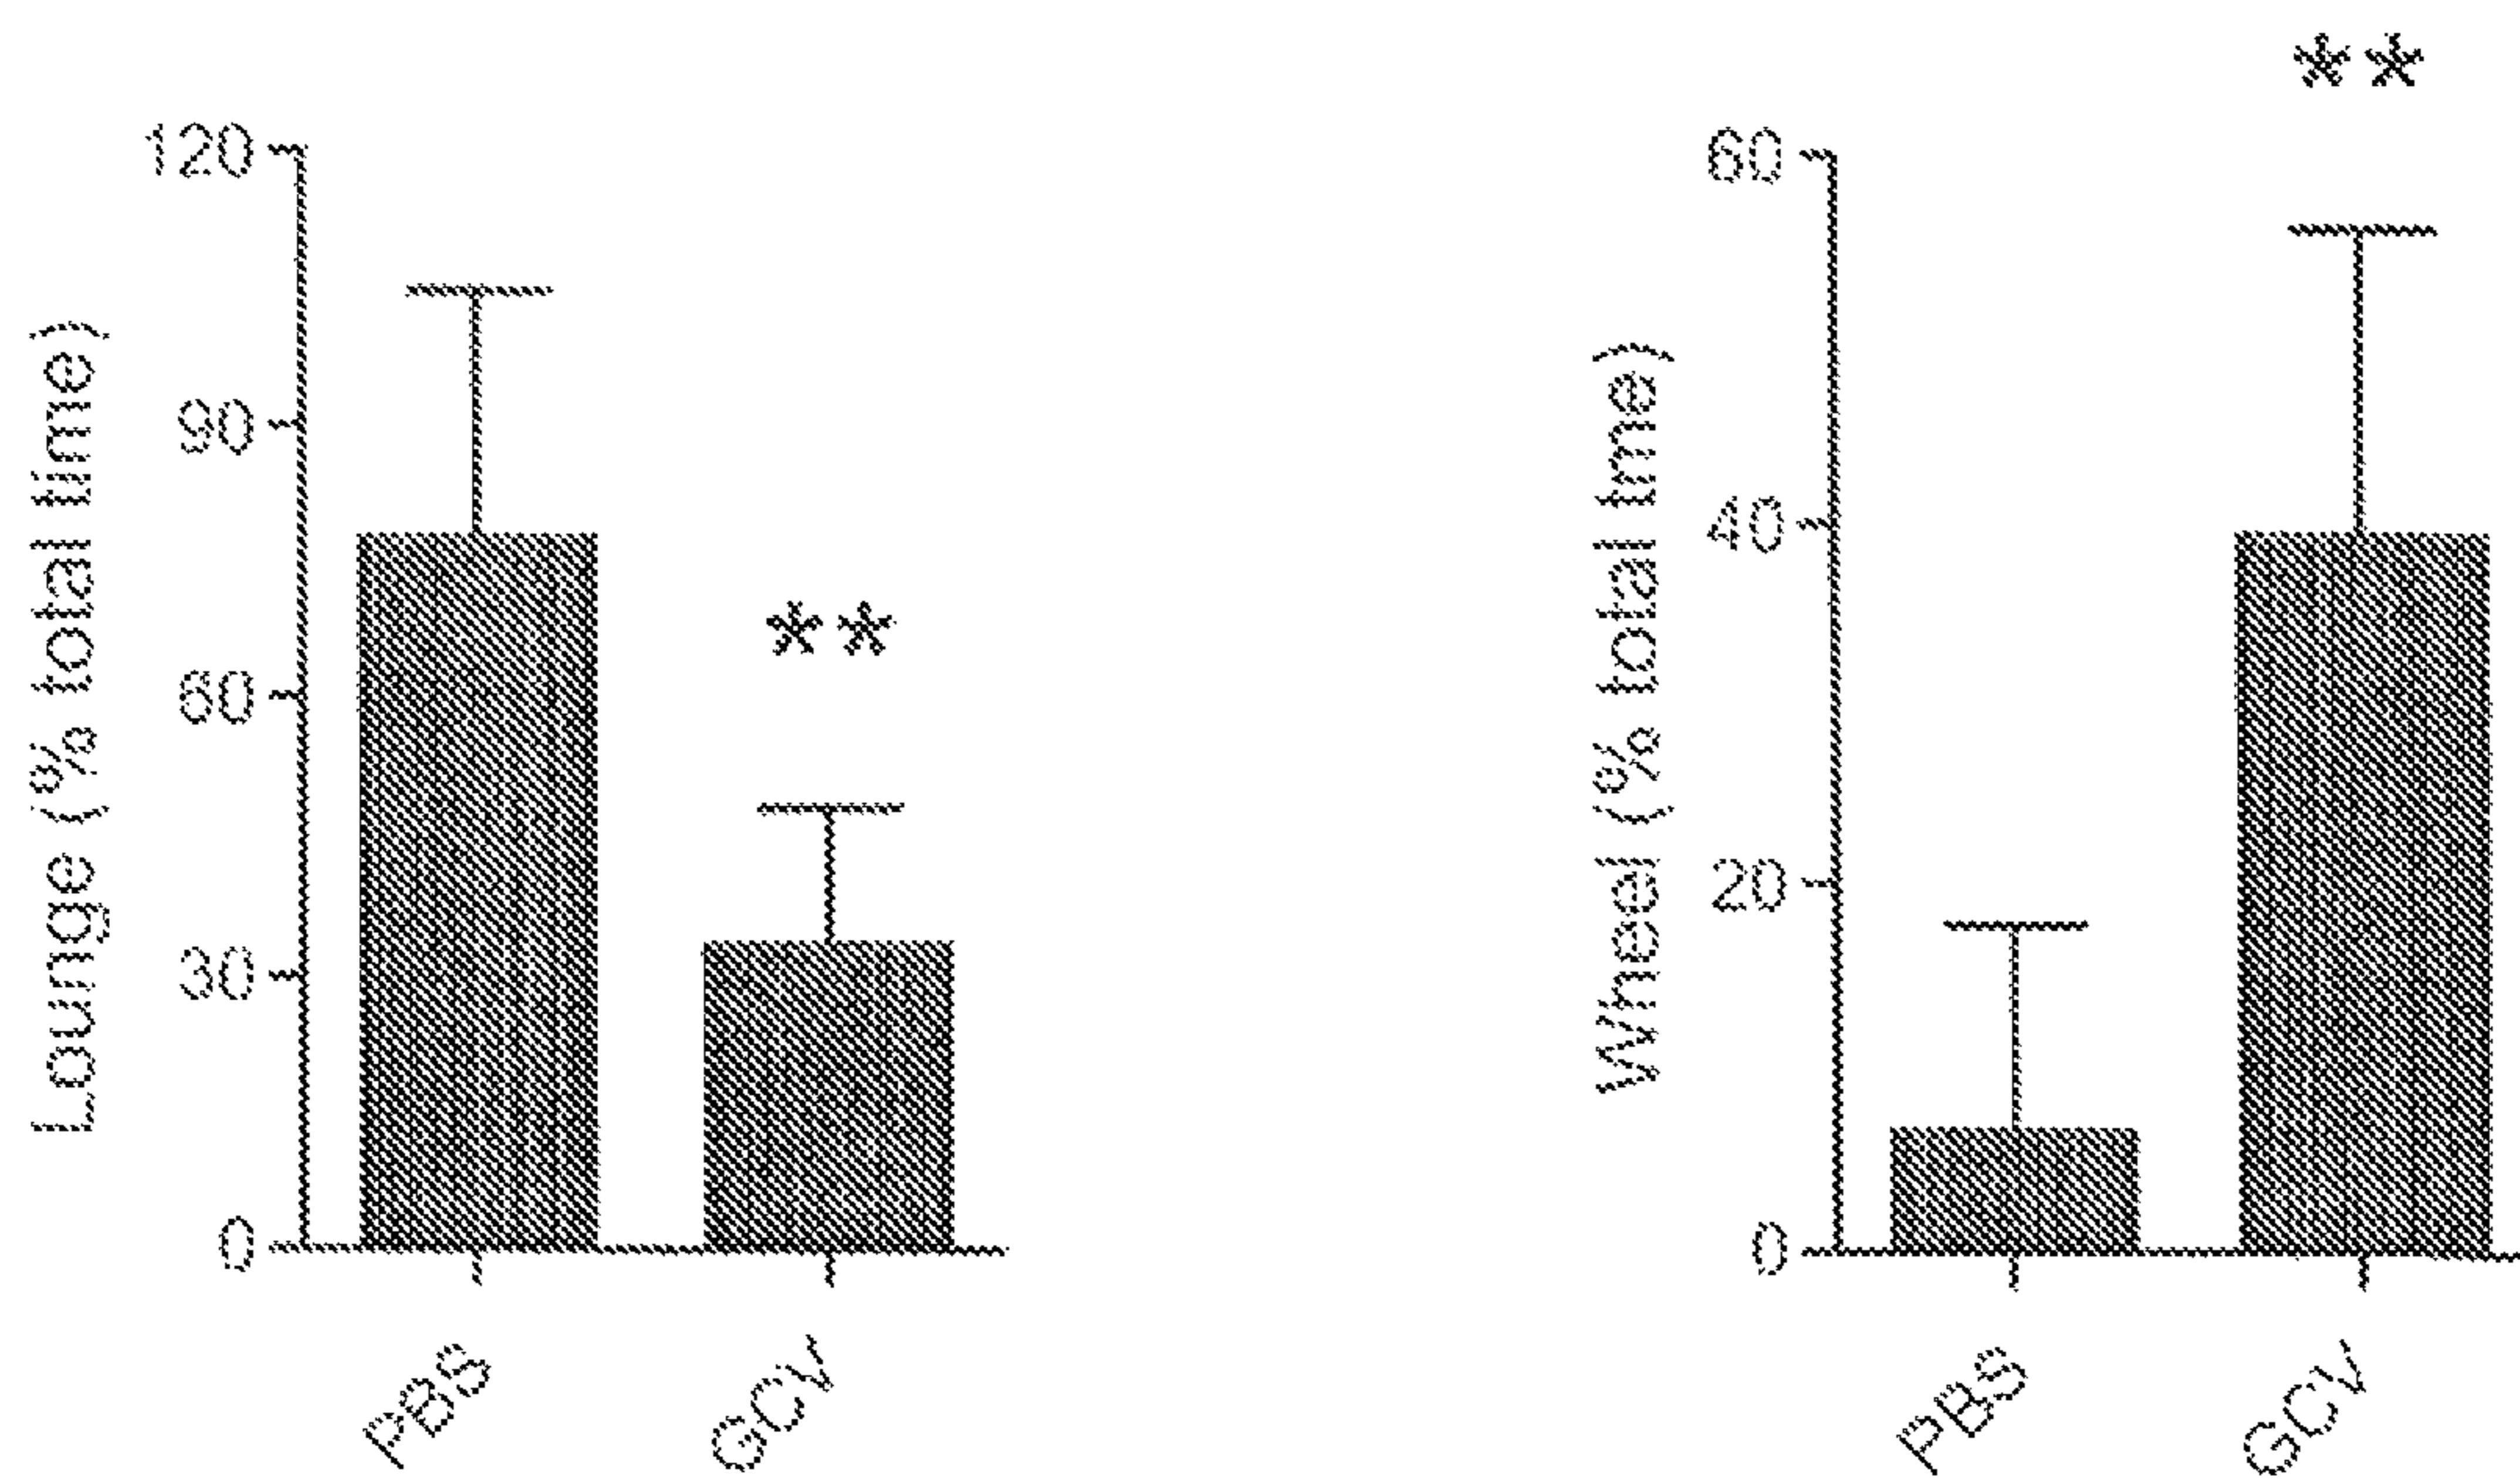 Lounge (% total time)
120
90
60
30
0
**
PBS
GCV
Wheel (% total time)
60
40
20
0
**
PBS
GCV